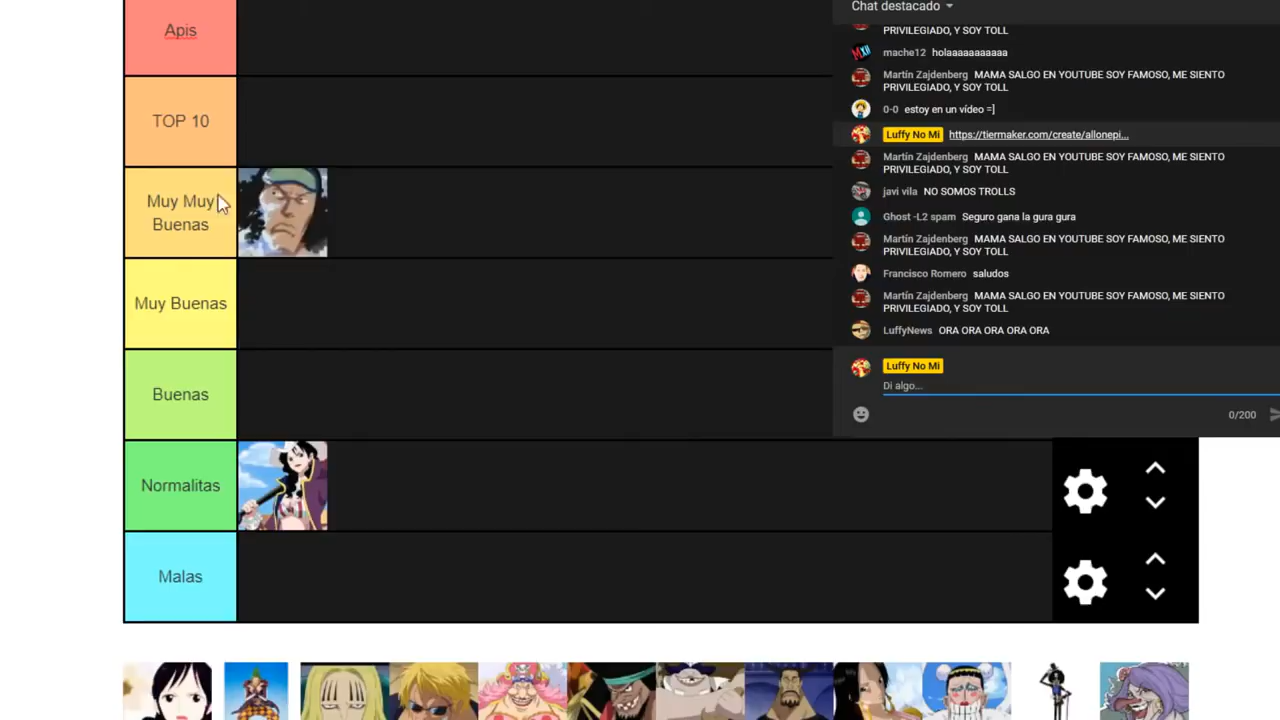 Apis
TOP 10
Muy Muy
Buenas
Muy Buenas
Buenas
Normalitas
Malas
Chat destacado
PRIVILEGIADO, Y SOY TOLL
mache12 holaaaaaaaaaaa
Martín Zajdenberg MAMA SALGO EN YOUTUBE SOY FAMOSO, ME SIENTO
PRIVILEGIADO, Y SOY TOLL
0-0 estoy en un vídeo =]
Luffy No Mi https://tiermaker.com/create/allonepi...
Martín Zajdenberg MAMA SALGO EN YOUTUBE SOY FAMOSO, ME SIENTO
PRIVILEGIADO, Y SOY TOLL
javi vila NO SOMOS TROLLS
Ghost -L2 spam Seguro gana la gura gura
Martín Zajdenberg MAMA SALGO EN YOUTUBE SOY FAMOSO, ME SIENTO
PRIVILEGIADO, Y SOY TOLL
Francisco Romero saludos
Martín Zajdenberg MAMA SALGO EN YOUTUBE SOY FAMOSO, ME SIENTO
PRIVILEGIADO, Y SOY TOLL
LuffyNews ORA ORA ORA ORA ORA
Luffy No Mi
Di algo...
0/200